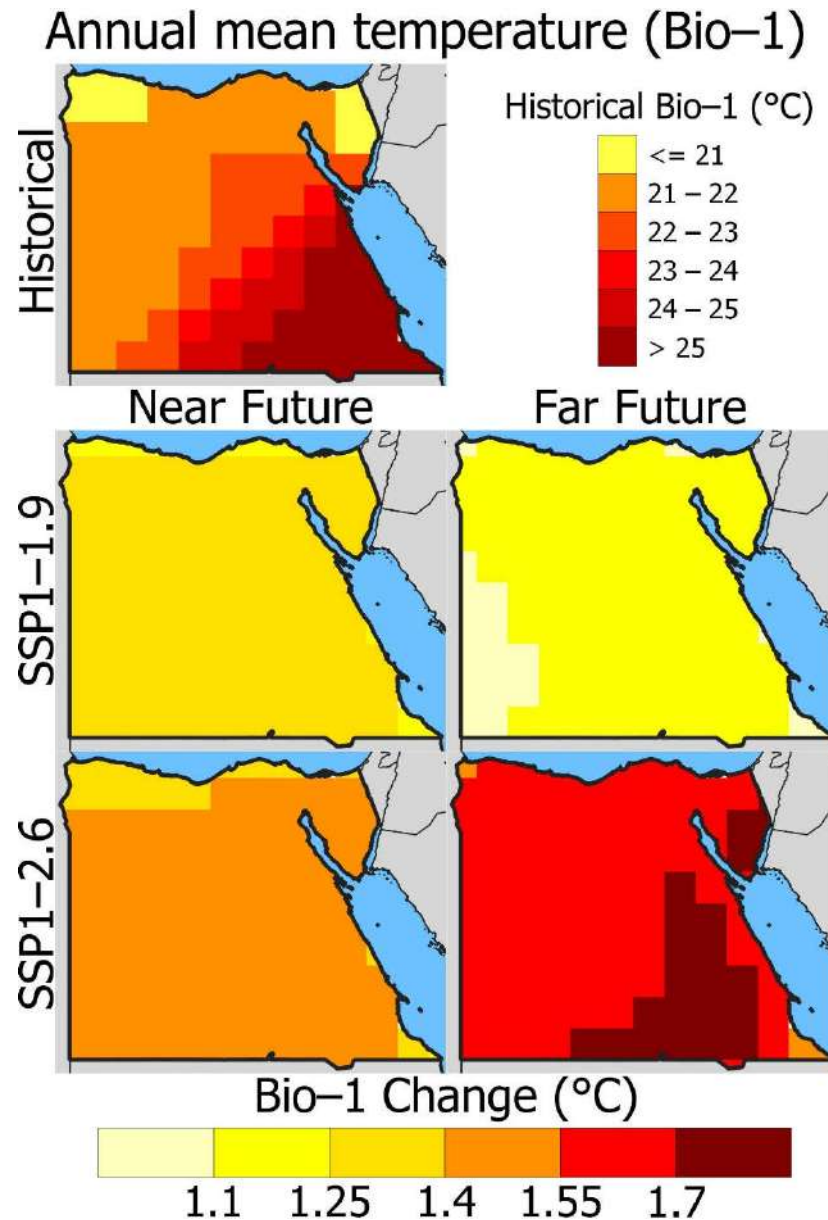 Annual mean temperature (Bio–1)
Historical
Historical Bio–1 (°C)
<= 21
21 – 22
22 – 23
23 – 24
24 – 25
> 25
Near Future
Far Future
SSP1–1.9
SSP1–2.6
Bio–1 Change (°C)
1.1 1.25 1.4 1.55 1.7